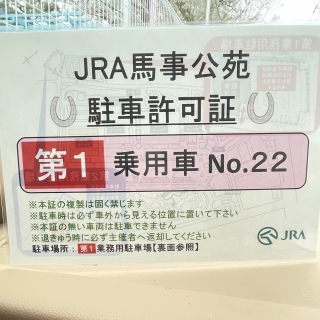 JRA馬事公苑
駐車許可証
第1 乗用車 No.22
※本証の複製は固く禁じます
※駐車時は必ず車外から見える位置に置いて下さい
※本証の無い車両は駐車できません
※退きゅう時に必ず主催者へ返却してください
駐車場所：第1業務用駐車場【裏面参照】
JRA